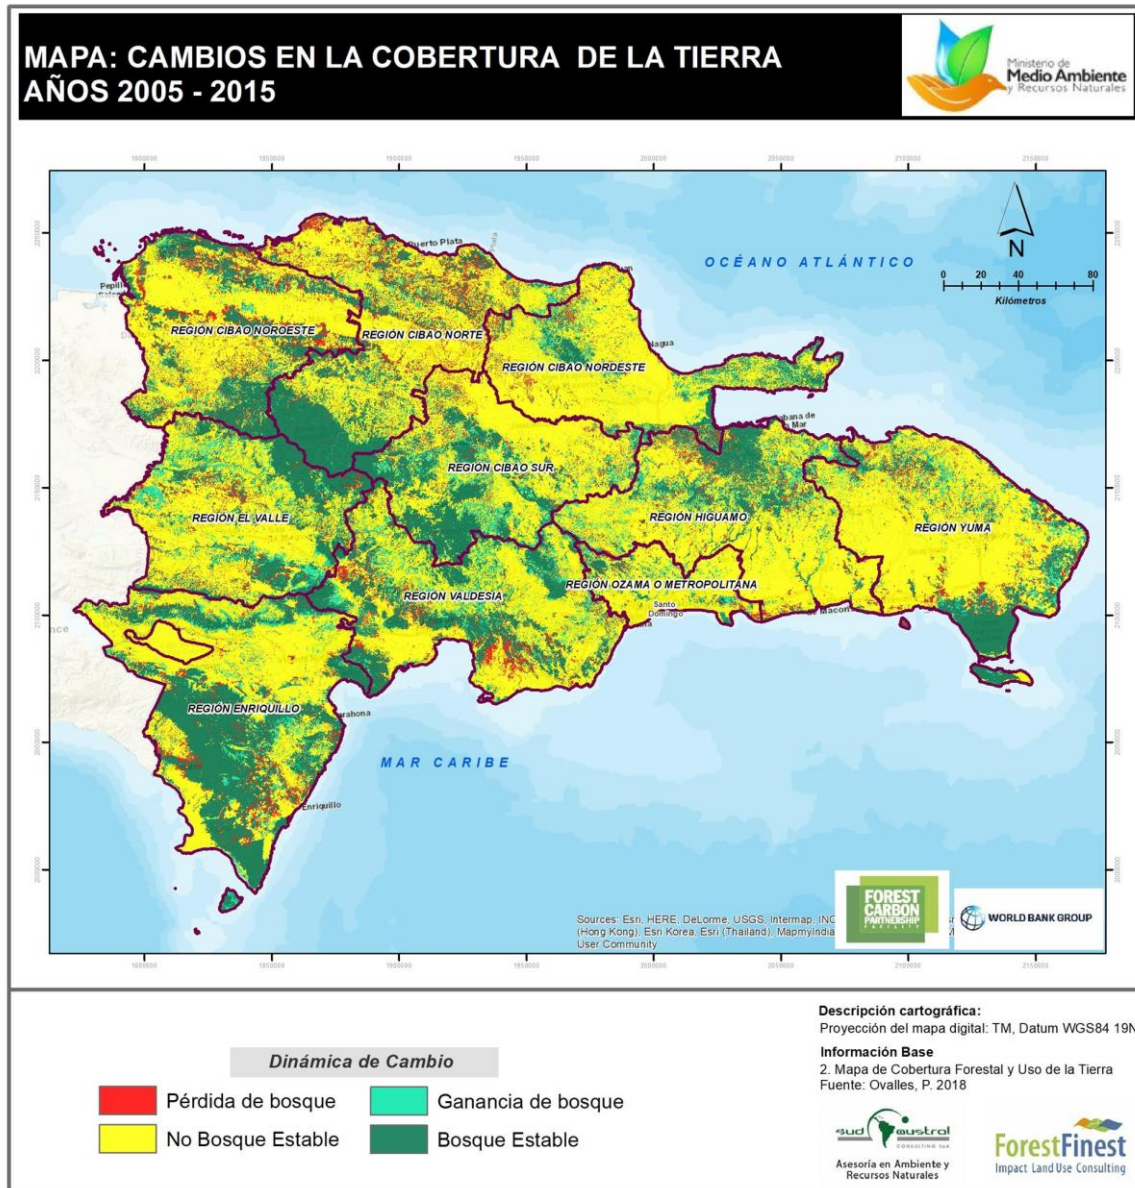 MAPA: CAMBIOS EN LA COBERTURA DE LA TIERRA
AÑOS 2005 - 2015
Ministerio de
Medio Ambiente
y Recursos Naturales
OCÉANO ATLÁNTICO
N
0 20 40 60 80
Kilómetros
Puerto Plata
REGIÓN CIBAO NOROESTE
REGIÓN CIBAO NORTE
REGIÓN CIBAO NORDESTE
REGIÓN CIBAO SUR
REGIÓN EL VALLE
REGIÓN HIGUAMO
REGIÓN YUMA
REGIÓN VALDESIA
REGIÓN OZAMA O METROPOLITANA
Santo
Domingo
REGIÓN ENRIQUILLO
MAR CARIBE
Enriquillo
Sources: Esri, HERE, DeLorme, USGS, Intermap,
(Hong Kong), Esri Korea, Esri (Thailand),
User Community
FOREST
CARBON
PARTNERSHIP
FACILITY
WORLD BANK GROUP
Descripción cartográfica:
Proyección del mapa digital: TM, Datum WGS84 19N
Información Base
2. Mapa de Cobertura Forestal y Uso de la Tierra
Fuente: Ovalles, P. 2018
Dinámica de Cambio
Pérdida de bosque
Ganancia de bosque
No Bosque Estable
Bosque Estable
sud austral
CONSULTING SpA
Asesoría en Ambiente y
Recursos Naturales
ForestFinest
Impact Land Use Consulting